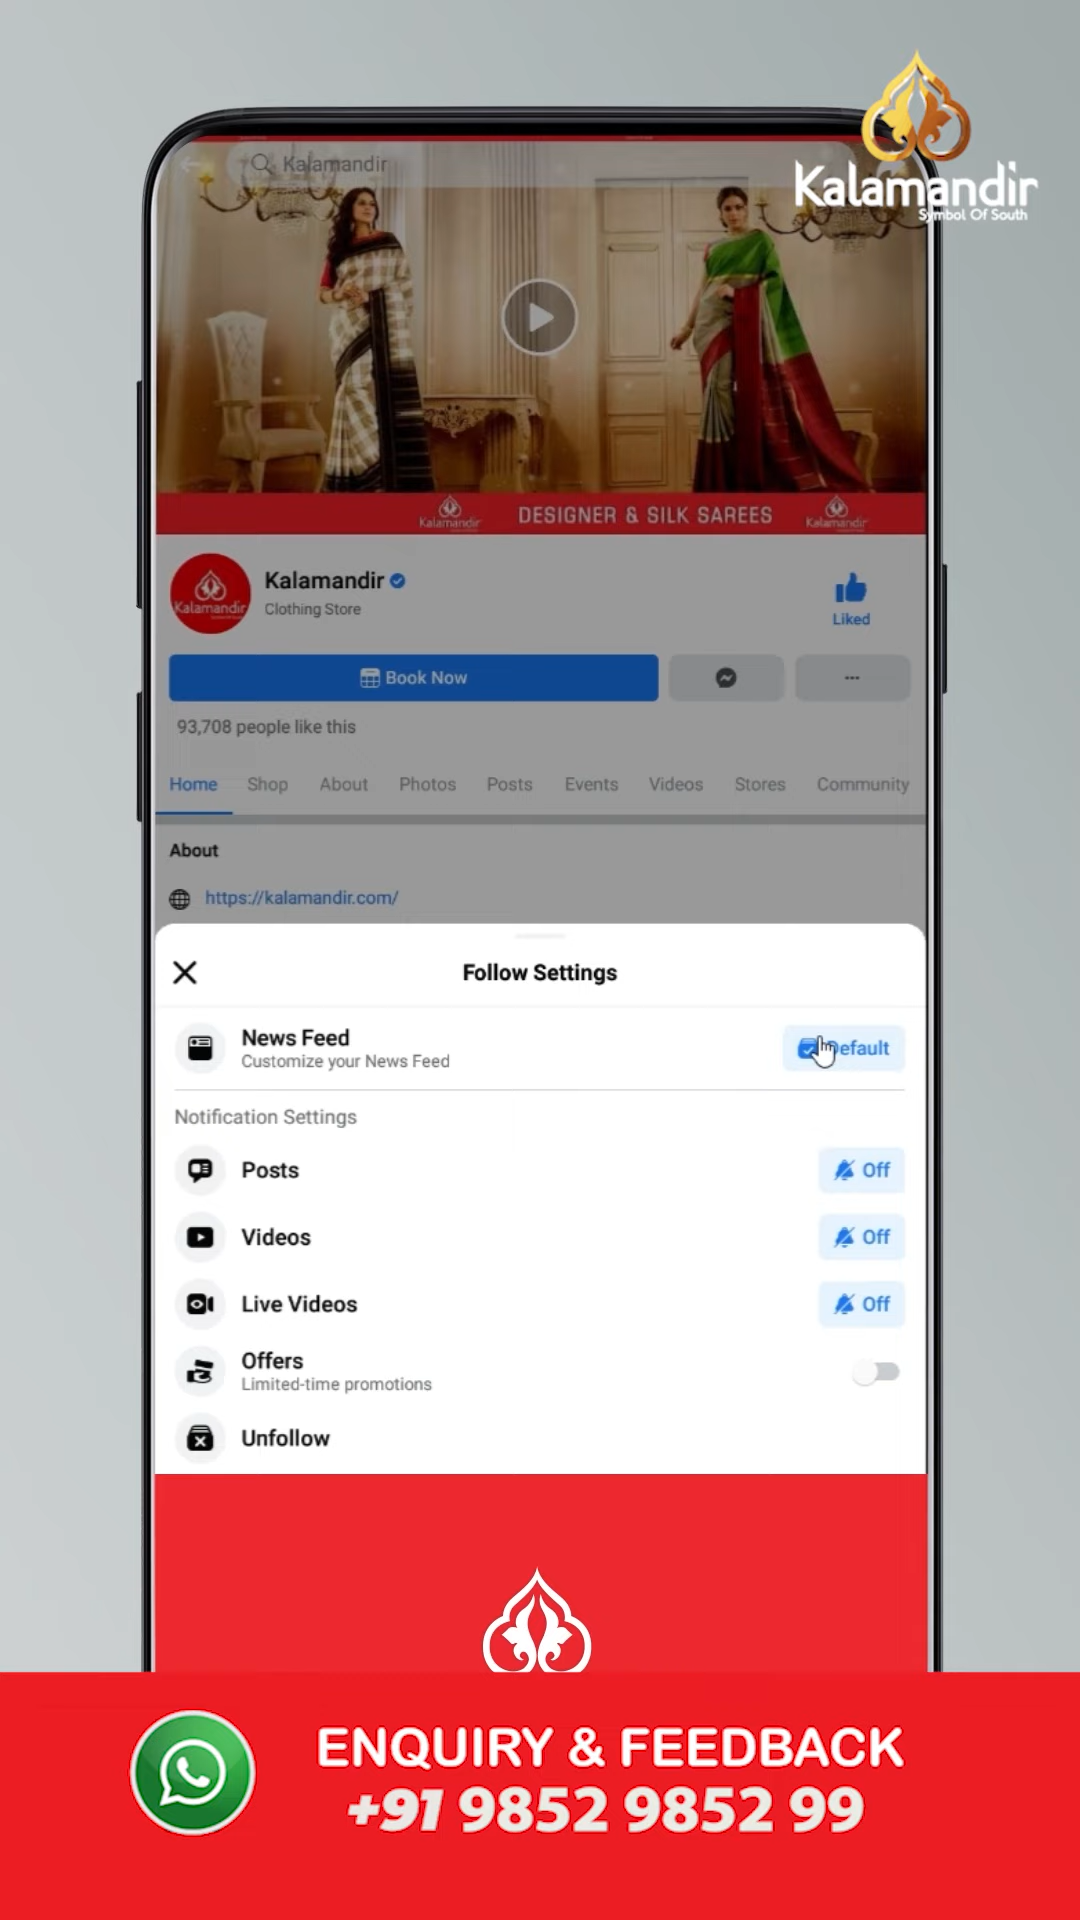 Kalamandir
Symbol Of South
Kalamandir
Kalamandir
DESIGNER & SILK SAREES
Kalamandir
Kalamandir
Kalamandir
Clothing Store
Liked
Book Now
93,708 people like this
Home
Shop
About
Photos
Posts
Events
Videos
Stores
Community
About
https://kalamandir.com/
Follow Settings
News Feed
Customize your News Feed
Default
Notification Settings
Posts
Off
Videos
Off
Live Videos
Off
Offers
Limited-time promotions
Unfollow
ENQUIRY & FEEDBACK
+91 9852 9852 99